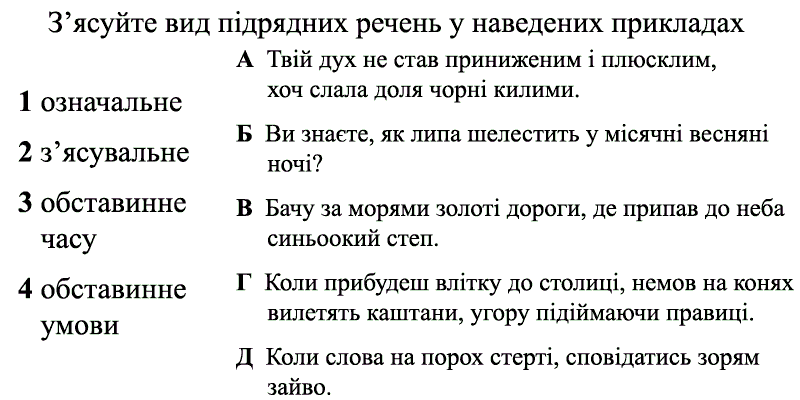 З’ясуйте вид підрядних речень у наведених прикладах
1 означальне
2 з’ясувальне
3 обставинне
часу
4 обставинне
умови
А Твій дух не став приниженим і плюсклим,
хоч слала доля чорні килими.
Б Ви знаєте, як липа шелестить у місячні весняні
ночі?
В Бачу за морями золоті дороги, де припав до неба
синьоокий степ.
Г Коли прибудеш влітку до столиці, немов на конях
вилетять каштани, угору підіймаючи правиці.
Д Коли слова на порох стерті, сповідатись зорям
зайво.